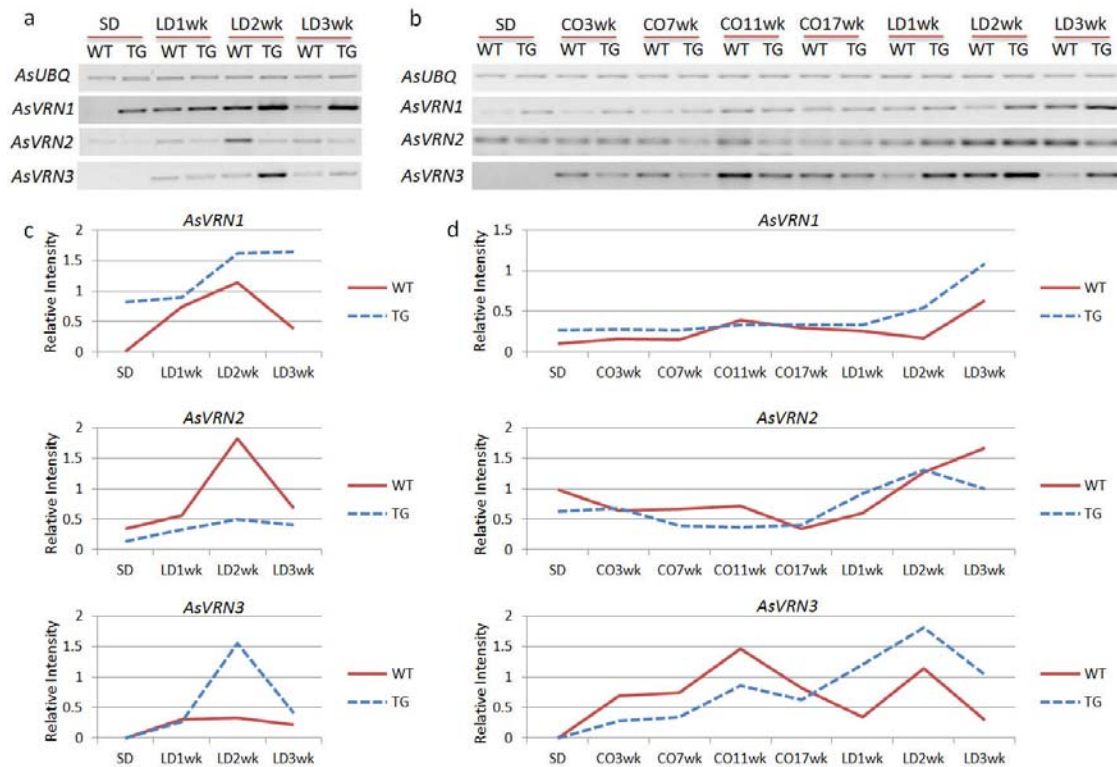 a
SD LD1wk LD2wk LD3wk
WT TG WT TG WT TG WT TG
AsUBQ
AsVRN1
AsVRN2
AsVRN3
b
SD CO3wk CO7wk CO11wk CO17wk LD1wk LD2wk LD3wk
WT TG WT TG WT TG WT TG WT TG WT TG WT TG WT TG
AsUBQ
AsVRN1
AsVRN2
AsVRN3
c
AsVRN1
Relative Intensity
2
1.5
1
0.5
0
SD LD1wk LD2wk LD3wk
WT
TG
AsVRN2
Relative Intensity
2
1.5
1
0.5
0
SD LD1wk LD2wk LD3wk
WT
TG
AsVRN3
Relative Intensity
2
1.5
1
0.5
0
SD LD1wk LD2wk LD3wk
WT
TG
d
AsVRN1
Relative Intensity
1.5
1
0.5
0
SD CO3wk CO7wk CO11wk CO17wk LD1wk LD2wk LD3wk
WT
TG
AsVRN2
Relative Intensity
2
1.5
1
0.5
0
SD CO3wk CO7wk CO11wk CO17wk LD1wk LD2wk LD3wk
WT
TG
AsVRN3
Relative Intensity
2
1.5
1
0.5
0
SD CO3wk CO7wk CO11wk CO17wk LD1wk LD2wk LD3wk
WT
TG